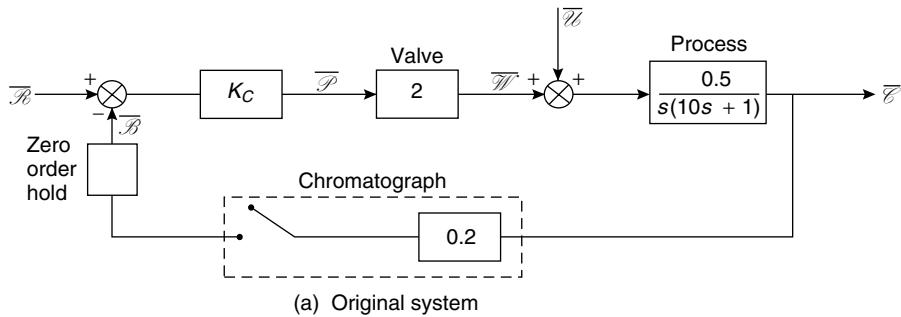 𝒰̅
Valve
Process
ℛ̅
+
K_C
𝒫̅
2
𝒲̅
+
+
0.5
s(10s + 1)
𝒞̅
−
ℬ̅
Zero
order
hold
Chromatograph
0.2
(a) Original system